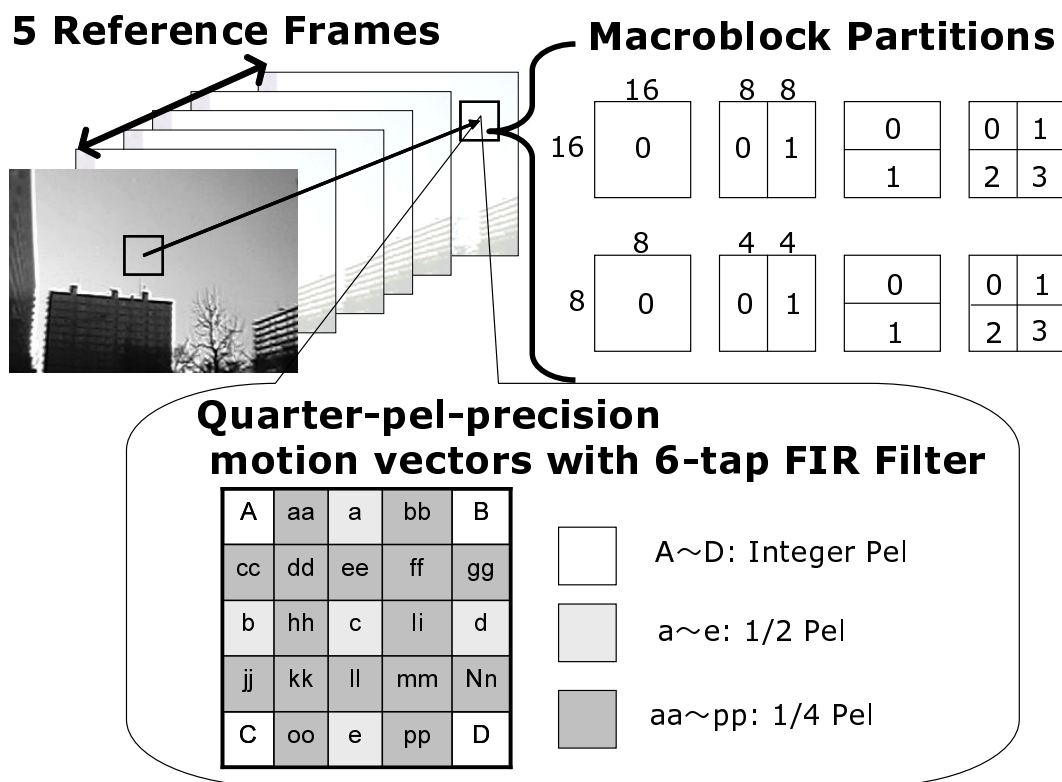 5 Reference Frames
Macroblock Partitions
16 8 8
16 0 0 1 0 0 1
1 2 3
8 4 4
8 0 0 1 0 0 1
1 2 3
Quarter-pel-precision
motion vectors with 6-tap FIR Filter
A aa a bb B
cc dd ee ff gg
b hh c li d
jj kk ll mm Nn
C oo e pp D
A~D: Integer Pel
a~e: 1/2 Pel
aa~pp: 1/4 Pel